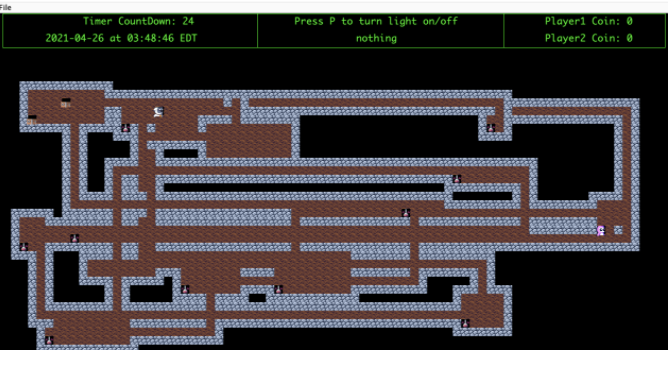 File
Timer CountDown: 24
Press P to turn light on/off
Player1 Coin: 0
2021-04-26 at 03:48:46 EDT
nothing
Player2 Coin: 0